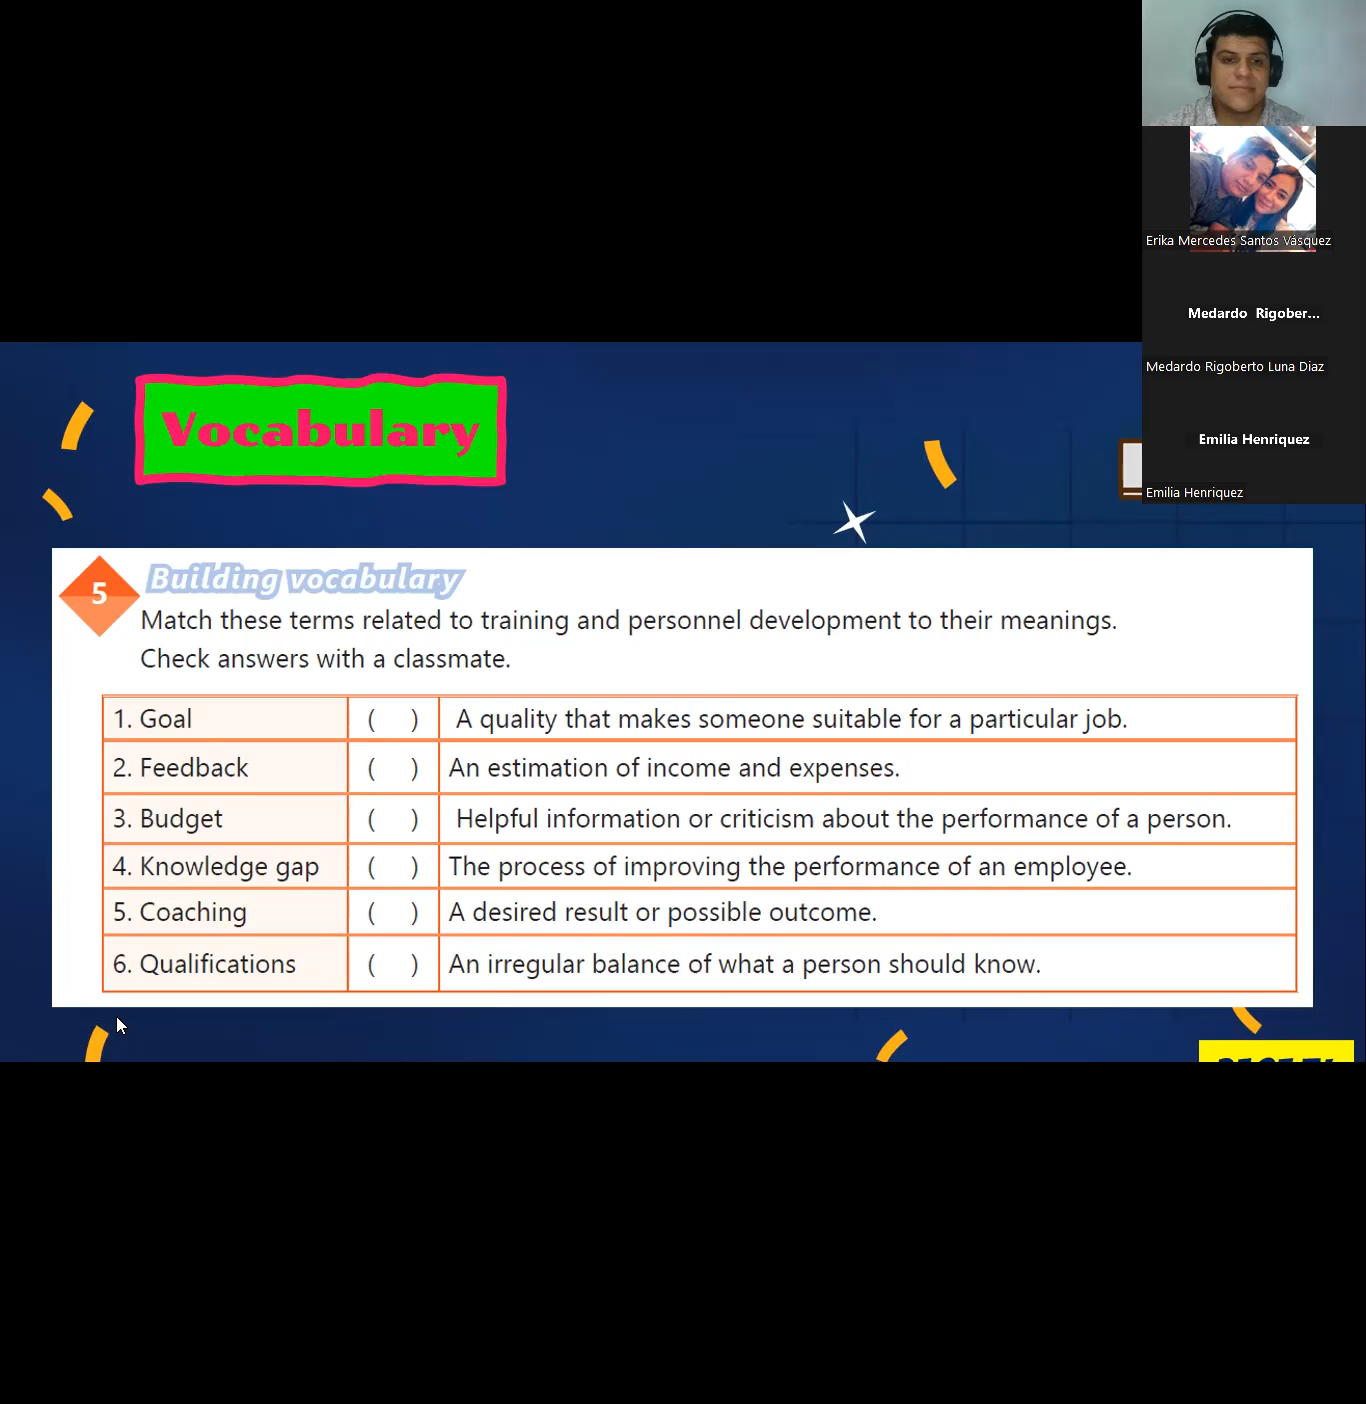 Erika Mercedes Santos Vásquez
Medardo Rigober...
Medardo Rigoberto Luna Diaz
Emilia Henriquez
Emilia Henriquez
Vocabulary
5
Building vocabulary
Match these terms related to training and personnel development to their meanings.
Check answers with a classmate.
1. Goal ( ) A quality that makes someone suitable for a particular job.
2. Feedback ( ) An estimation of income and expenses.
3. Budget ( ) Helpful information or criticism about the performance of a person.
4. Knowledge gap ( ) The process of improving the performance of an employee.
5. Coaching ( ) A desired result or possible outcome.
6. Qualifications ( ) An irregular balance of what a person should know.